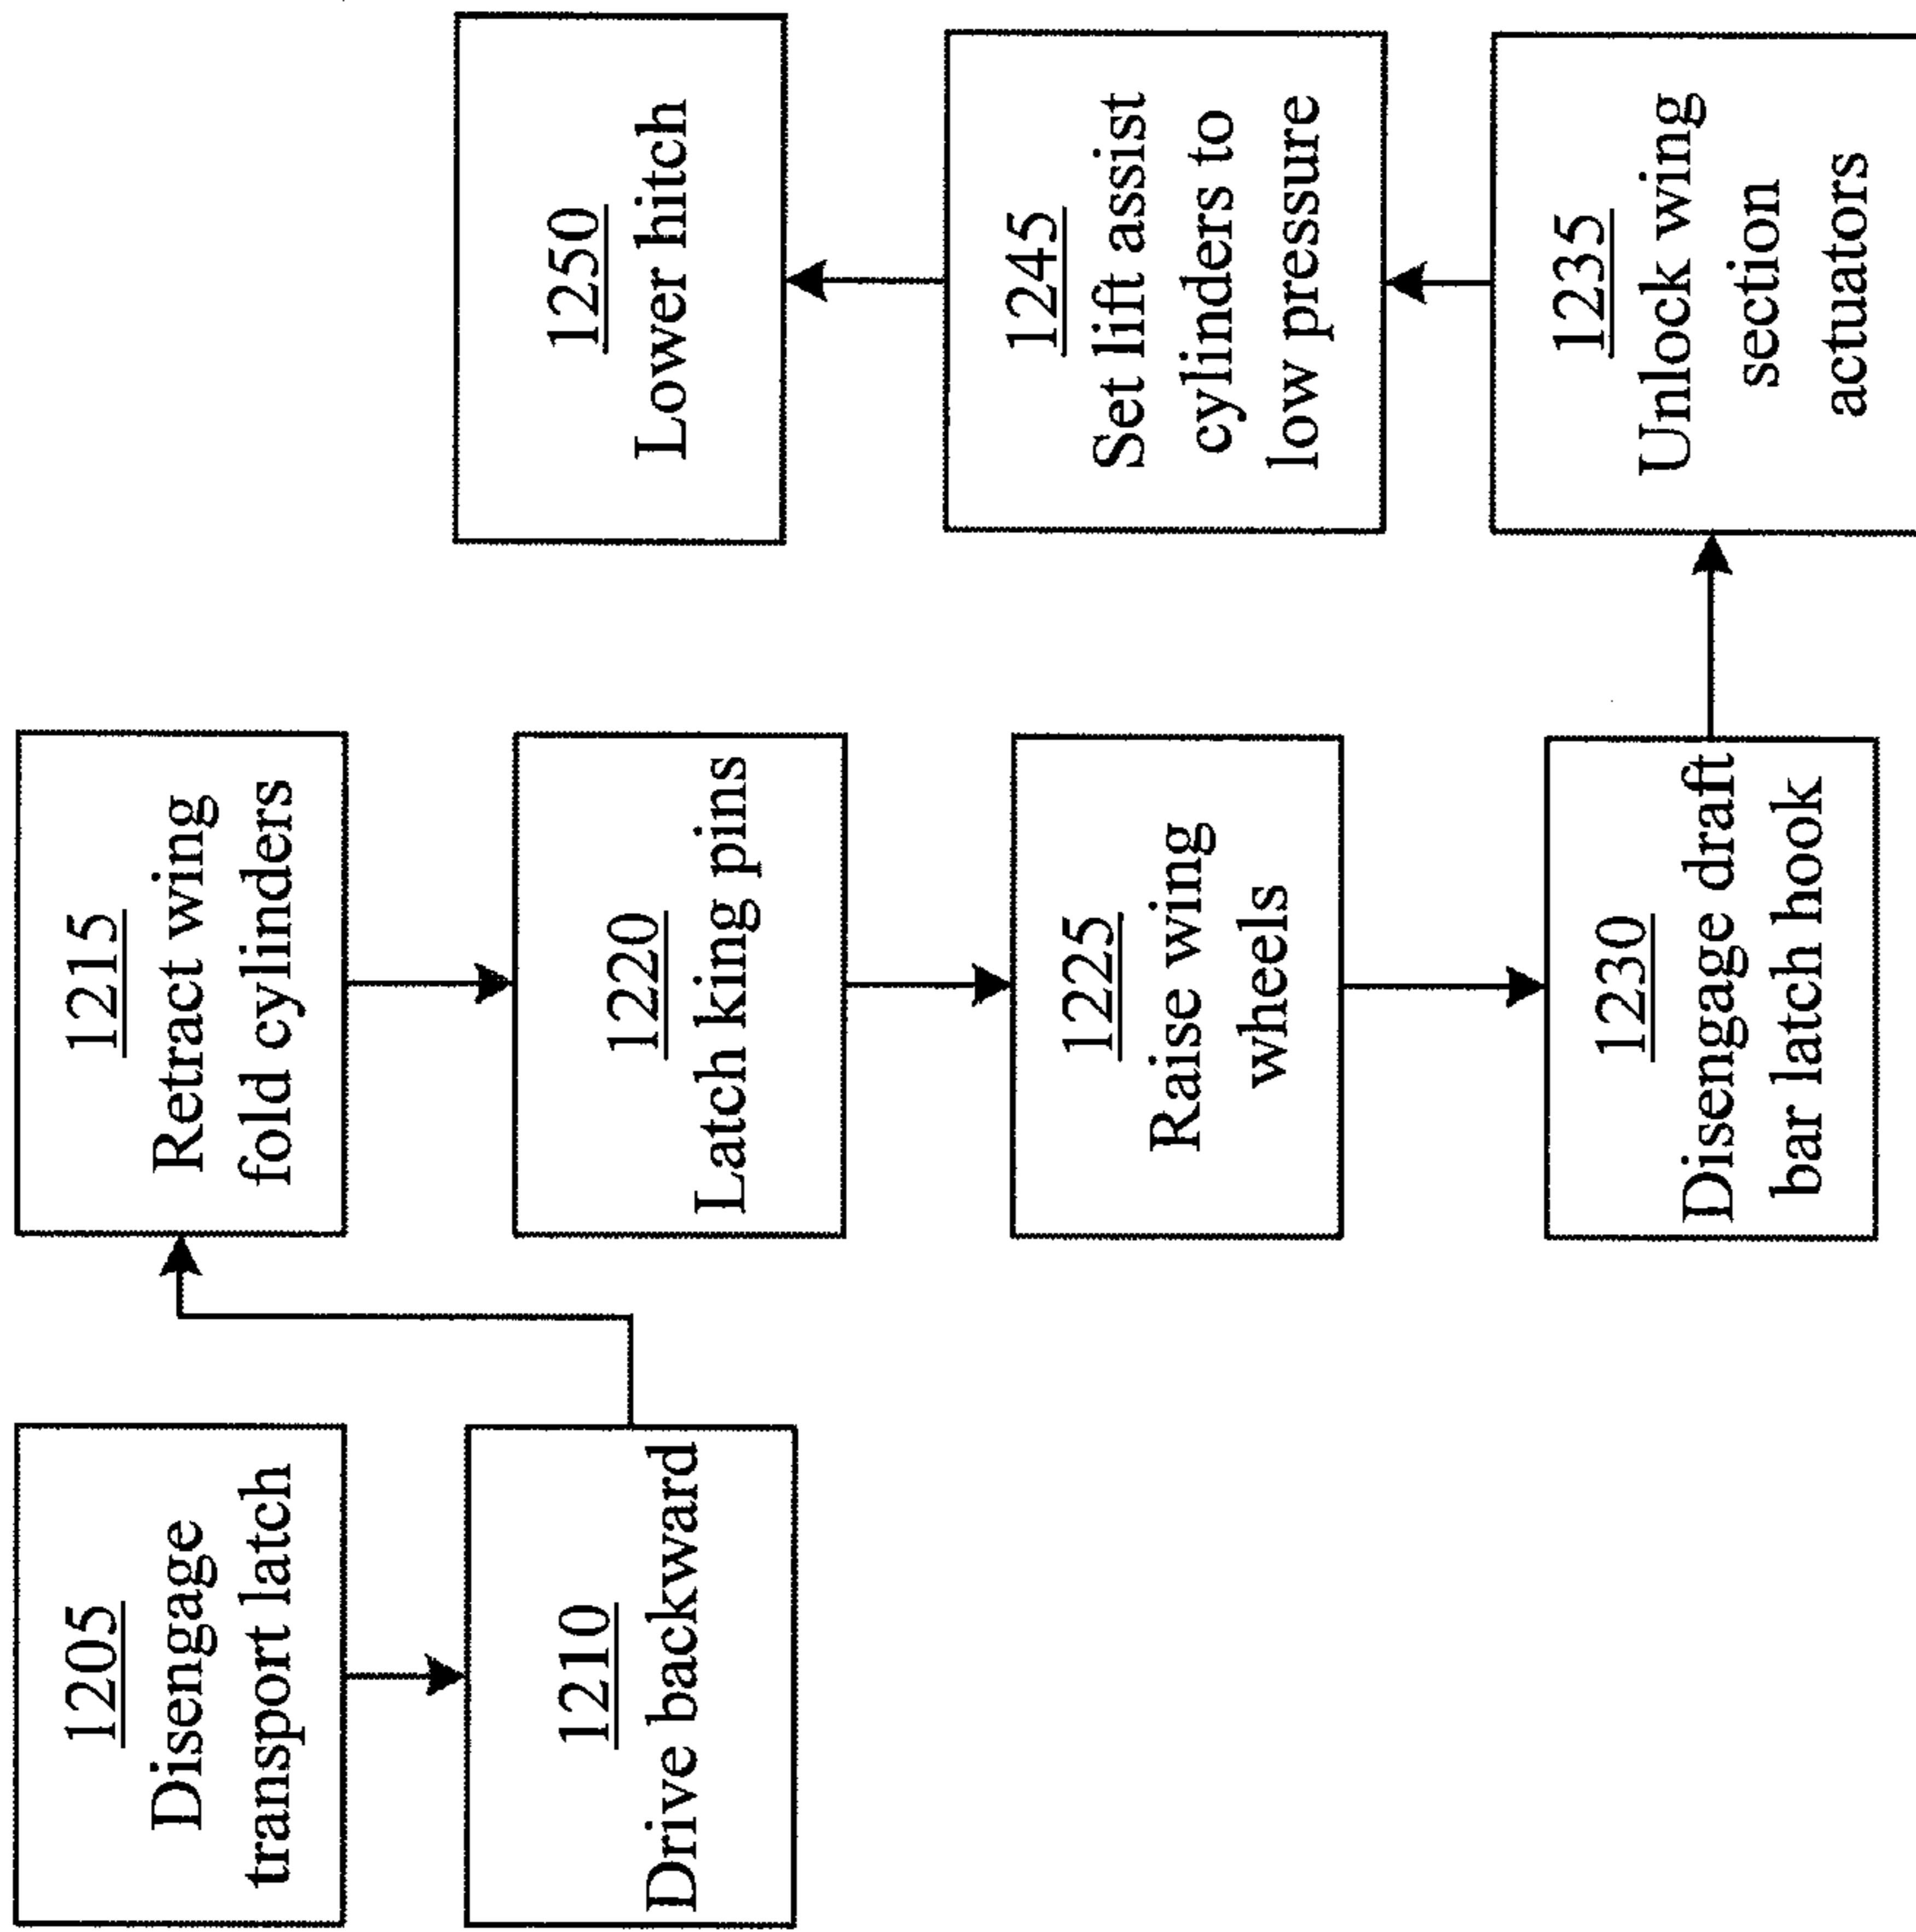 1205
Disengage
transport latch
1210
Drive backward
1215
Retract wing
fold cylinders
1220
Latch king pins
1225
Raise wing
wheels
1230
Disengage draft
bar latch hook
1235
Unlock wing
section
actuators
1245
Set lift assist
cylinders to
low pressure
1250
Lower hitch